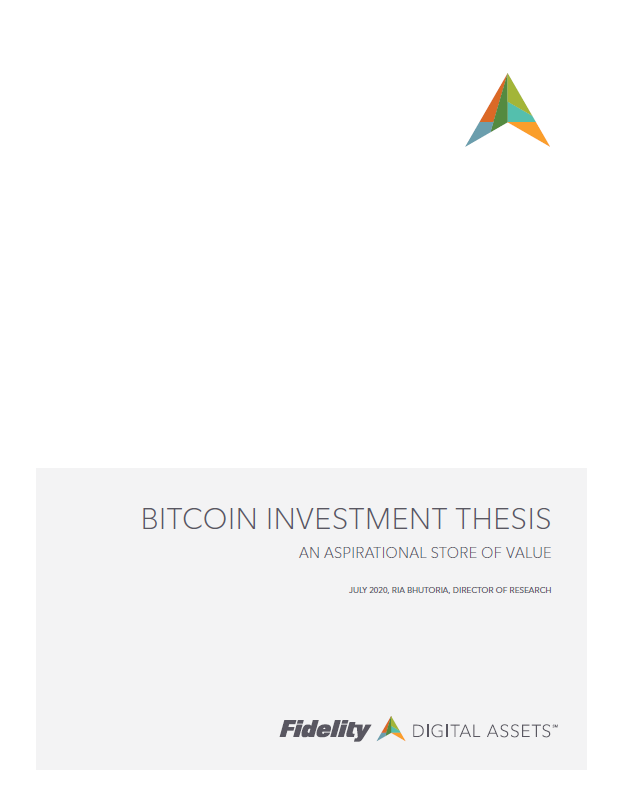 BITCOIN INVESTMENT THESIS
AN ASPIRATIONAL STORE OF VALUE
JULY 2020, RIA BHUTORIA, DIRECTOR OF RESEARCH
Fidelity DIGITAL ASSETS℠